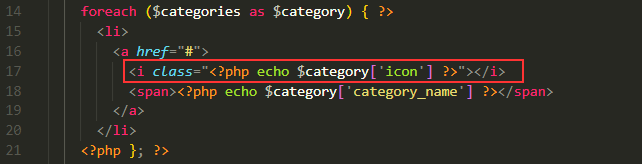 14 foreach ($categories as $category) { ?>
15 <li>
16 <a href="#">
17 <i class="<?php echo $category['icon'] ?>"></i>
18 <span><?php echo $category['category_name'] ?></span>
19 </a>
20 </li>
21 <?php }; ?>